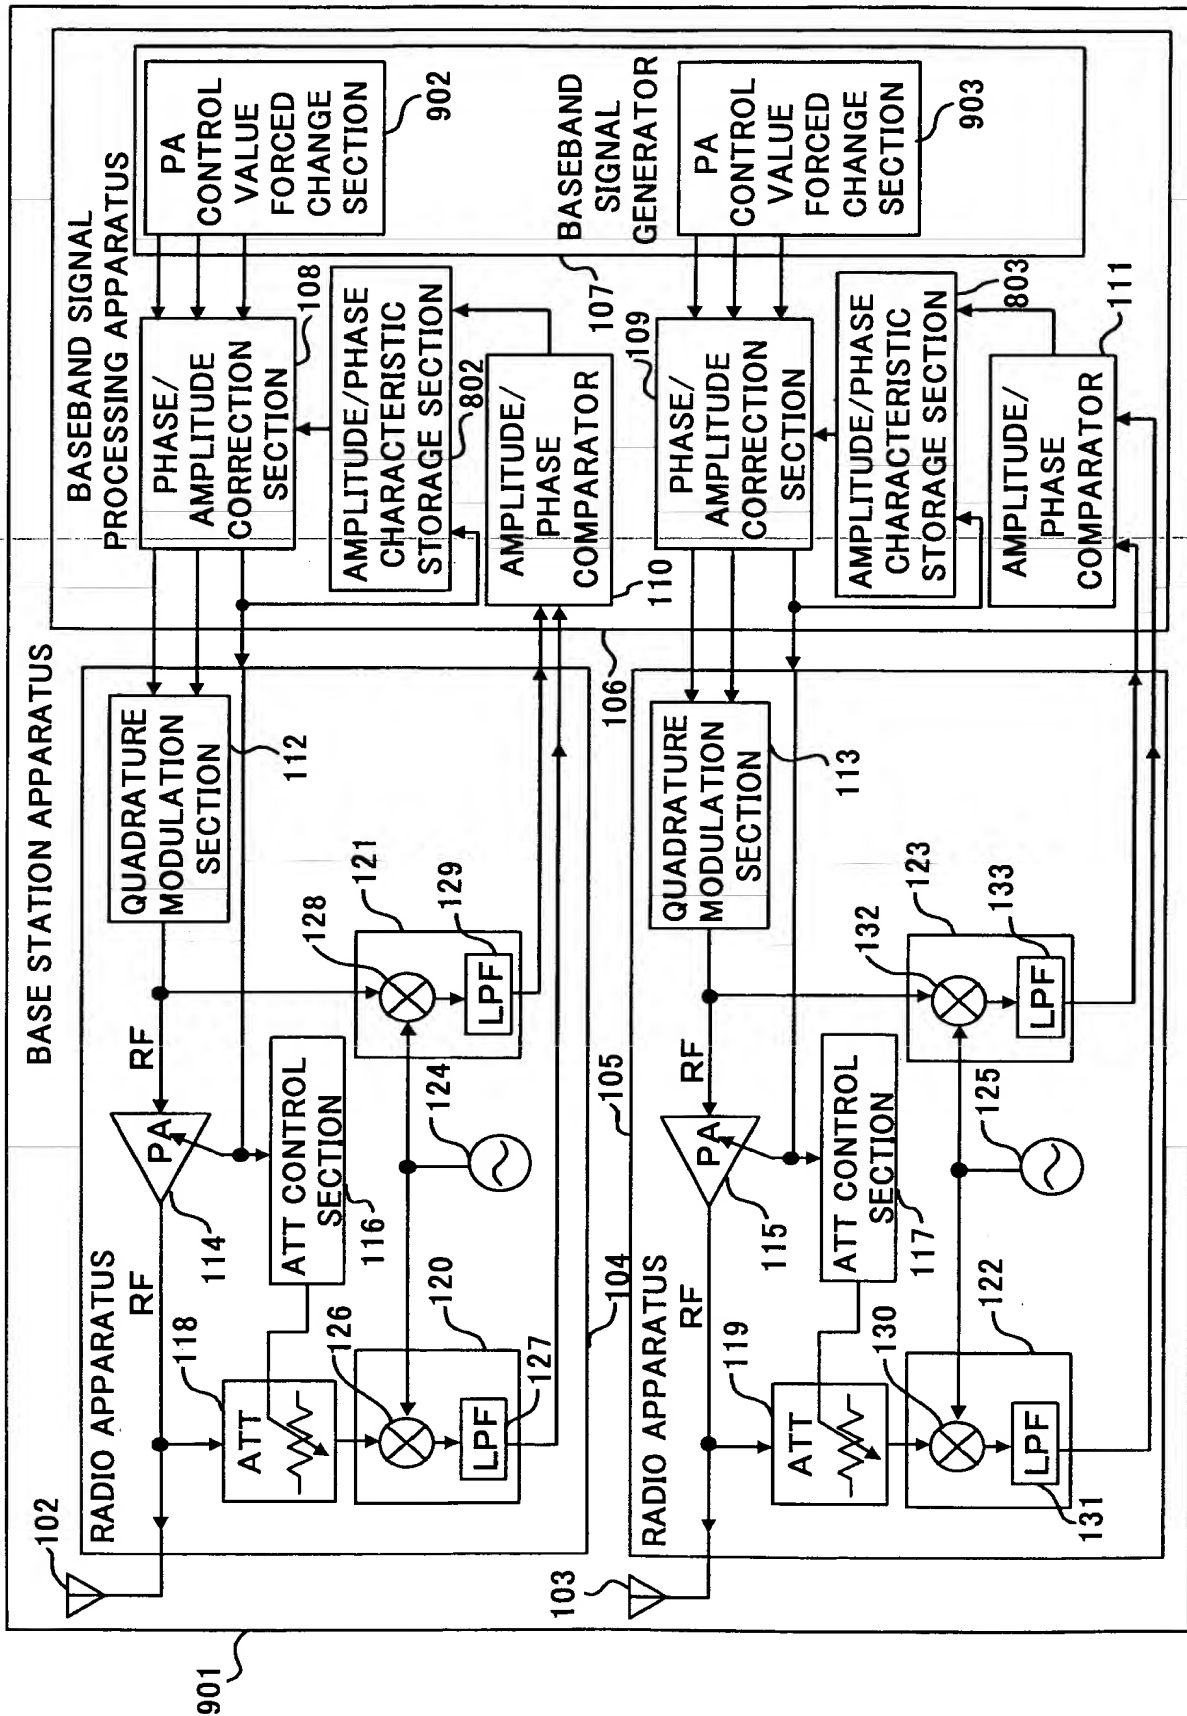 901
BASE STATION APPARATUS
102
RADIO APPARATUS
118
RF
114
PA
RF
QUADRATURE
MODULATION
SECTION
112
ATT
ATT CONTROL
SECTION
116
126
120
LPF
127
124
128
121
LPF
129
104
BASEBAND SIGNAL
PROCESSING APPARATUS
PHASE/
AMPLITUDE
CORRECTION
SECTION
108
PA
CONTROL
VALUE
FORCED
CHANGE
SECTION
902
AMPLITUDE/PHASE
CHARACTERISTIC
STORAGE SECTION
802
AMPLITUDE/
PHASE
COMPARATOR
110
107
BASEBAND
SIGNAL
GENERATOR
106
103
RADIO APPARATUS
105
119
RF
115
PA
RF
QUADRATURE
MODULATION
SECTION
113
ATT
ATT CONTROL
SECTION
117
130
122
LPF
131
125
132
123
LPF
133
109
PHASE/
AMPLITUDE
CORRECTION
SECTION
PA
CONTROL
VALUE
FORCED
CHANGE
SECTION
903
AMPLITUDE/PHASE
CHARACTERISTIC
STORAGE SECTION
803
AMPLITUDE/
PHASE
COMPARATOR
111